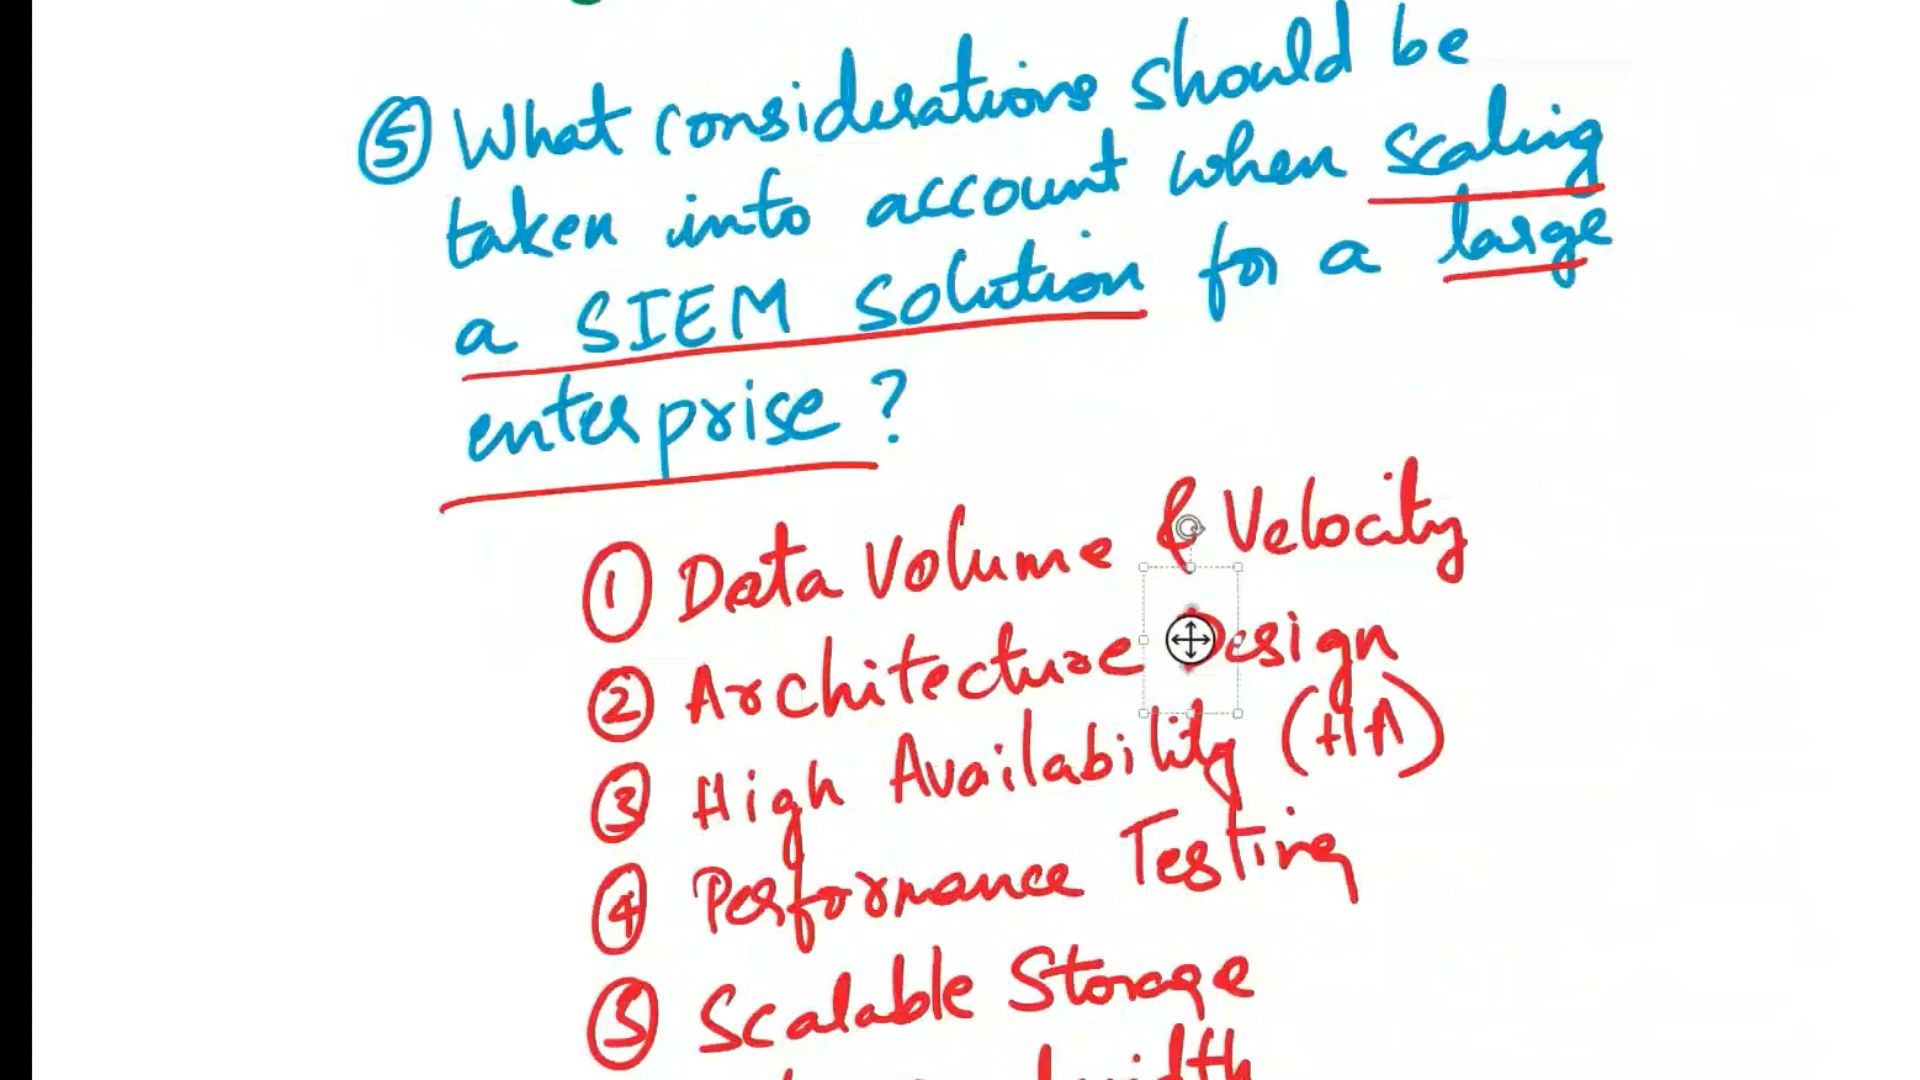 ⑤ What considerations should be
taken into account when scaling
a SIEM Solution for a large
enterprise?
① Data Volume & Velocity
② Architecture Design
③ High Availability (HA)
④ Performance Testing
⑤ Scalable Storage